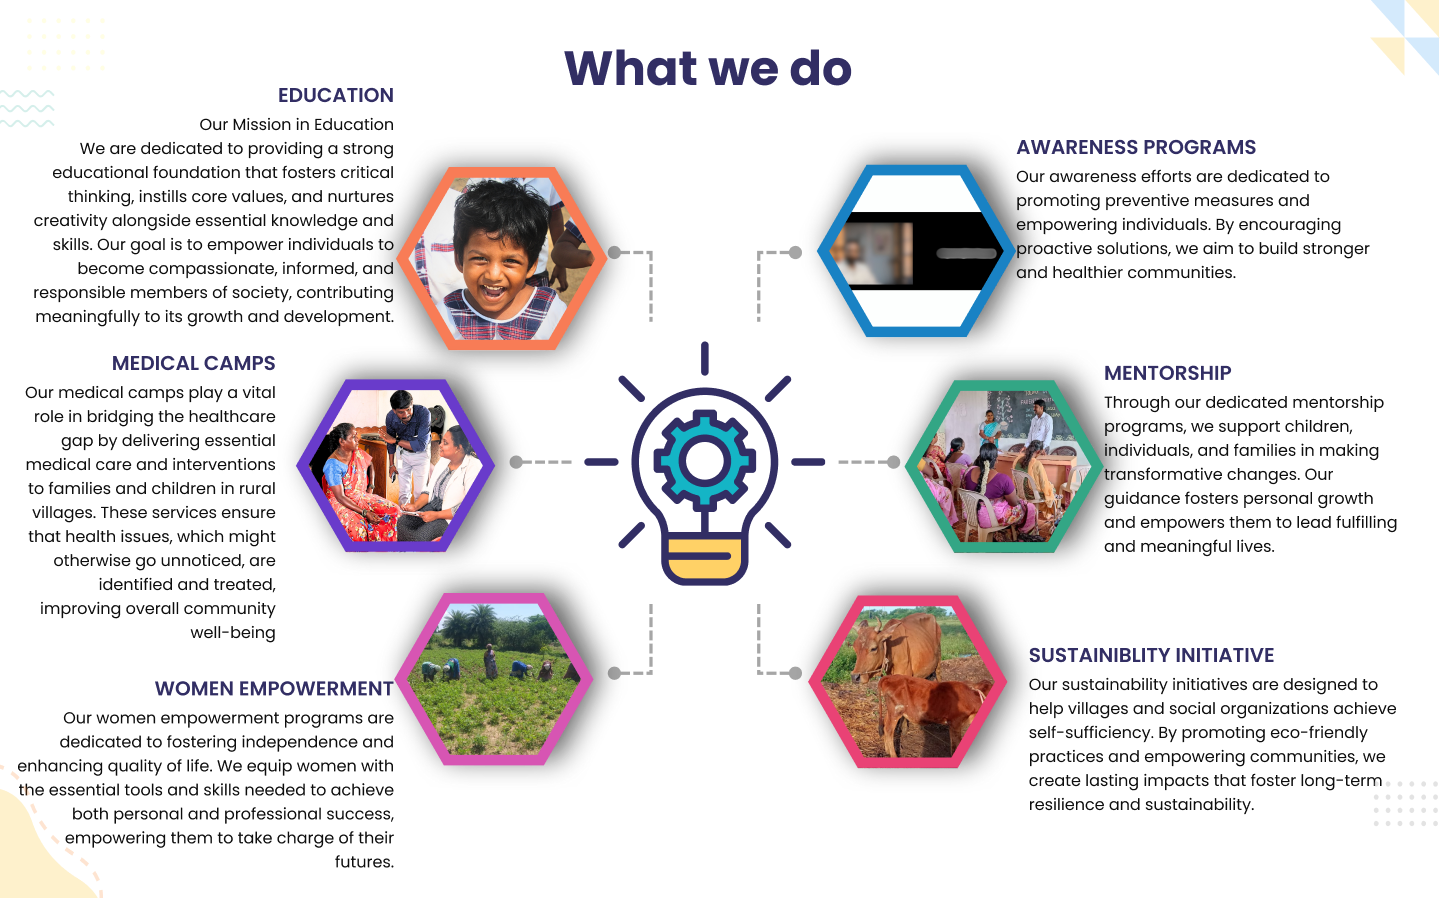 What we do
EDUCATION
Our Mission in Education
We are dedicated to providing a strong
educational foundation that fosters critical
thinking, instills core values, and nurtures
creativity alongside essential knowledge and
skills. Our goal is to empower individuals to
become compassionate, informed, and
responsible members of society, contributing
meaningfully to its growth and development.
MEDICAL CAMPS
Our medical camps play a vital
role in bridging the healthcare
gap by delivering essential
medical care and interventions
to families and children in rural
villages. These services ensure
that health issues, which might
otherwise go unnoticed, are
identified and treated,
improving overall community
well-being
WOMEN EMPOWERMENT
Our women empowerment programs are
dedicated to fostering independence and
enhancing quality of life. We equip women with
the essential tools and skills needed to achieve
both personal and professional success,
empowering them to take charge of their
futures.
AWARENESS PROGRAMS
Our awareness efforts are dedicated to
promoting preventive measures and
empowering individuals. By encouraging
proactive solutions, we aim to build stronger
and healthier communities.
MENTORSHIP
Through our dedicated mentorship
programs, we support children,
individuals, and families in making
transformative changes. Our
guidance fosters personal growth
and empowers them to lead fulfilling
and meaningful lives.
SUSTAINIBLITY INITIATIVE
Our sustainability initiatives are designed to
help villages and social organizations achieve
self-sufficiency. By promoting eco-friendly
practices and empowering communities, we
create lasting impacts that foster long-term
resilience and sustainability.